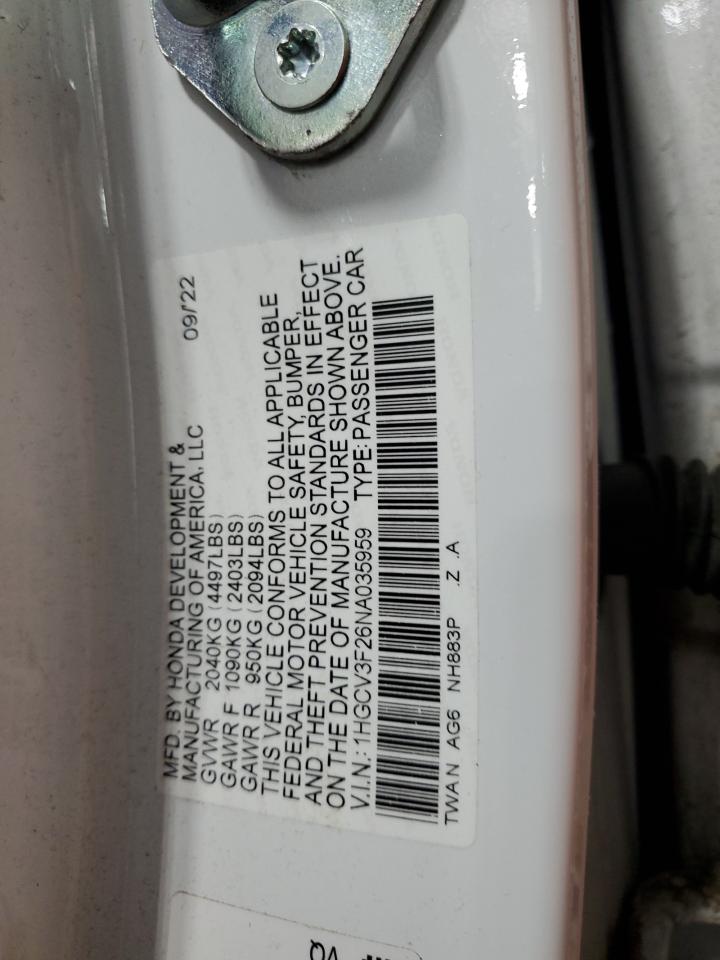 MFD. BY HONDA DEVELOPMENT &
MANUFACTURING OF AMERICA, LLC 09/'22
GVWR 2040KG (4497LBS)
GAWR F 1090KG (2403LBS)
GAWR R 950KG (2094LBS)
THIS VEHICLE CONFORMS TO ALL APPLICABLE
FEDERAL MOTOR VEHICLE SAFETY, BUMPER,
AND THEFT PREVENTION STANDARDS IN EFFECT
ON THE DATE OF MANUFACTURE SHOWN ABOVE.
V.I.N.: 1HGCV3F26NA035959 TYPE: PASSENGER CAR
TWAN AG6 NH883P .Z .A